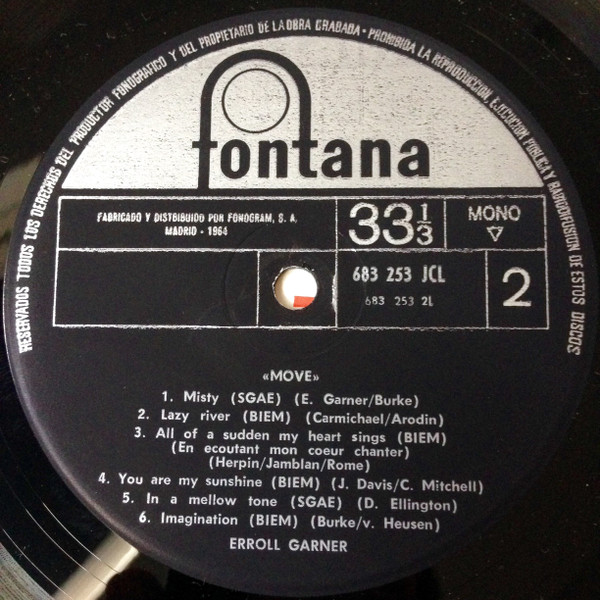 RESERVADOS TODOS LOS DERECHOS DEL PRODUCTOR FONOGRAFICO Y DEL PROPIETARIO DE LA OBRA GRABADA · PROHIBIDA LA REPRODUCCION, EJECUCION PUBLICA Y RADIODIFUSION DE ESTOS DISCOS
fontana
FABRICADO Y DISTRIBUIDO POR FONOGRAM, S. A.
MADRID - 1964
33 1/3
MONO
▽
683 253 JCL
683 253 2L
2
«MOVE»
1. Misty (SGAE) (E. Garner/Burke)
2. Lazy river (BIEM) (Carmichael/Arodin)
3. All of a sudden my heart sings (BIEM)
(En ecoutant mon coeur chanter)
(Herpin/Jamblan/Rome)
4. You are my sunshine (BIEM) (J. Davis/C. Mitchell)
5. In a mellow tone (SGAE) (D. Ellington)
6. Imagination (BIEM) (Burke/v. Heusen)
ERROLL GARNER